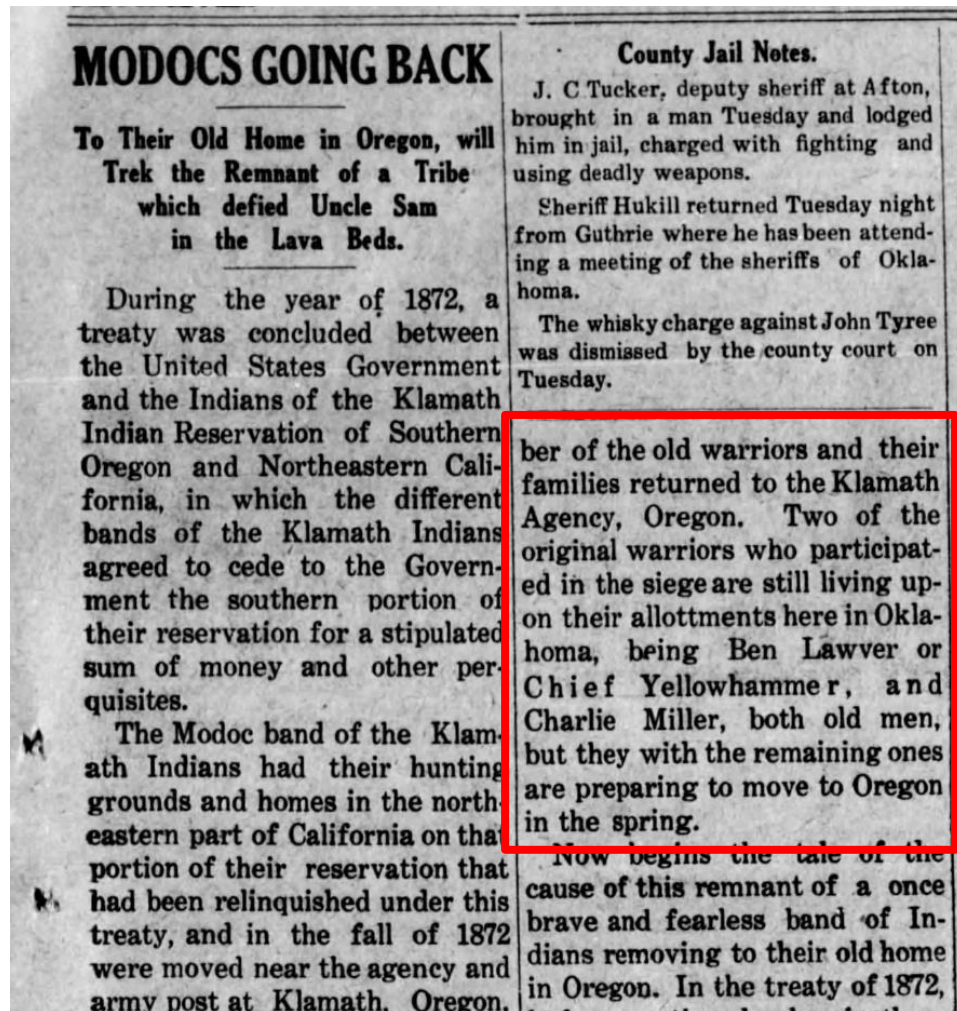 MODOCS GOING BACK
To Their Old Home in Oregon, will
Trek the Remnant of a Tribe
which defied Uncle Sam
in the Lava Beds.
During the year of 1872, a
treaty was concluded between
the United States Government
and the Indians of the Klamath
Indian Reservation of Southern
Oregon and Northeastern Cali-
fornia, in which the different
bands of the Klamath Indians
agreed to cede to the Govern-
ment the southern portion of
their reservation for a stipulated
sum of money and other per-
quisites.
The Modoc band of the Klam-
ath Indians had their hunting
grounds and homes in the north-
eastern part of California on that
portion of their reservation that
had been relinquished under this
treaty, and in the fall of 1872
were moved near the agency and
army post at Klamath, Oregon,
County Jail Notes.
J. C Tucker, deputy sheriff at Afton,
brought in a man Tuesday and lodged
him in jail, charged with fighting and
using deadly weapons.
Sheriff Hukill returned Tuesday night
from Guthrie where he has been attend-
ing a meeting of the sheriffs of Okla-
homa.
The whisky charge against John Tyree
was dismissed by the county court on
Tuesday.
ber of the old warriors and their
families returned to the Klamath
Agency, Oregon. Two of the
original warriors who participat-
ed in the siege are still living up-
on their allottments here in Okla-
homa, being Ben Lawver or
Chief Yellowhammer, and
Charlie Miller, both old men,
but they with the remaining ones
are preparing to move to Oregon
in the spring.
Now begins the tale of the
cause of this remnant of a once
brave and fearless band of In-
dians removing to their old home
in Oregon. In the treaty of 1872,